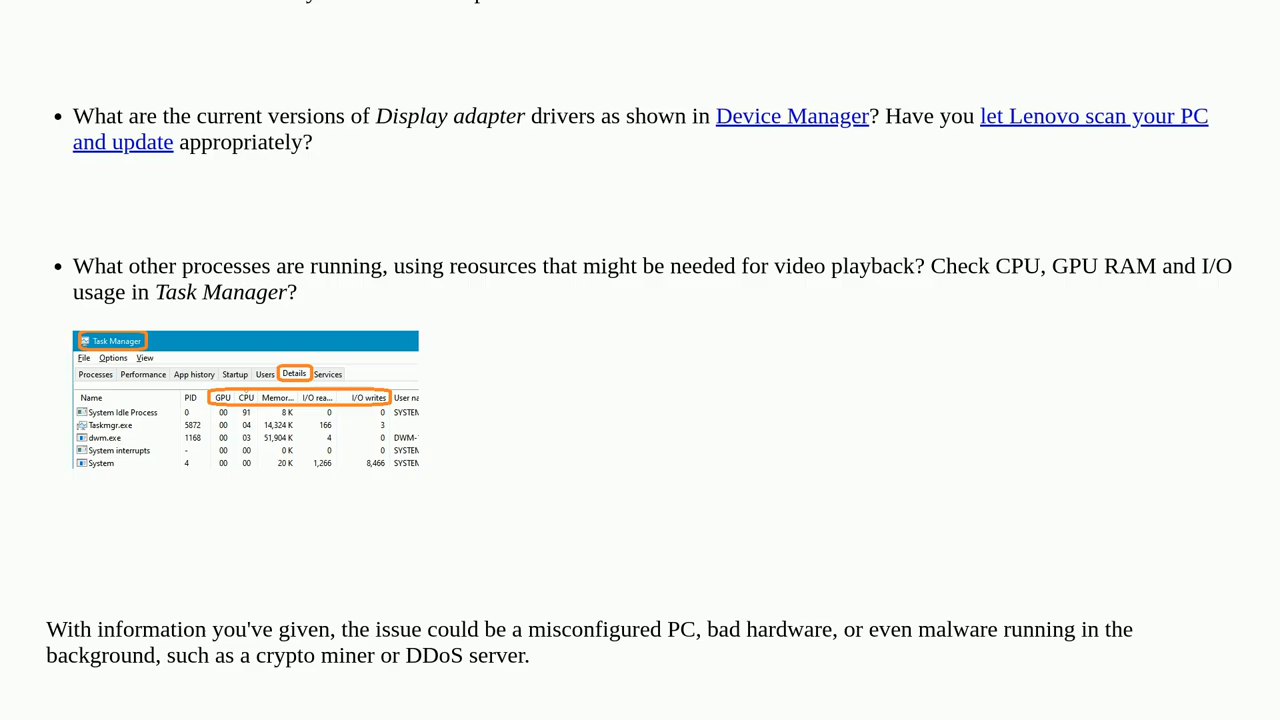 What are the current versions of Display adapter drivers as shown in Device Manager? Have you let Lenovo scan your PC
and update appropriately?
What other processes are running, using reosurces that might be needed for video playback? Check CPU, GPU RAM and I/O
usage in Task Manager?
Task Manager
File Options View
Processes Performance App history Startup Users Details Services
Name PID GPU CPU Memor... I/O rea... I/O writes User na
System Idle Process 0 00 91 8 K 0 0 SYSTEM
Taskmgr.exe 5872 00 04 14,324 K 166 3
dwm.exe 1168 00 03 51,904 K 4 0 DWM-
System interrupts - 00 00 0 K 0 0 SYSTEM
System 4 00 00 20 K 1,266 8,466 SYSTEM
With information you've given, the issue could be a misconfigured PC, bad hardware, or even malware running in the
background, such as a crypto miner or DDoS server.